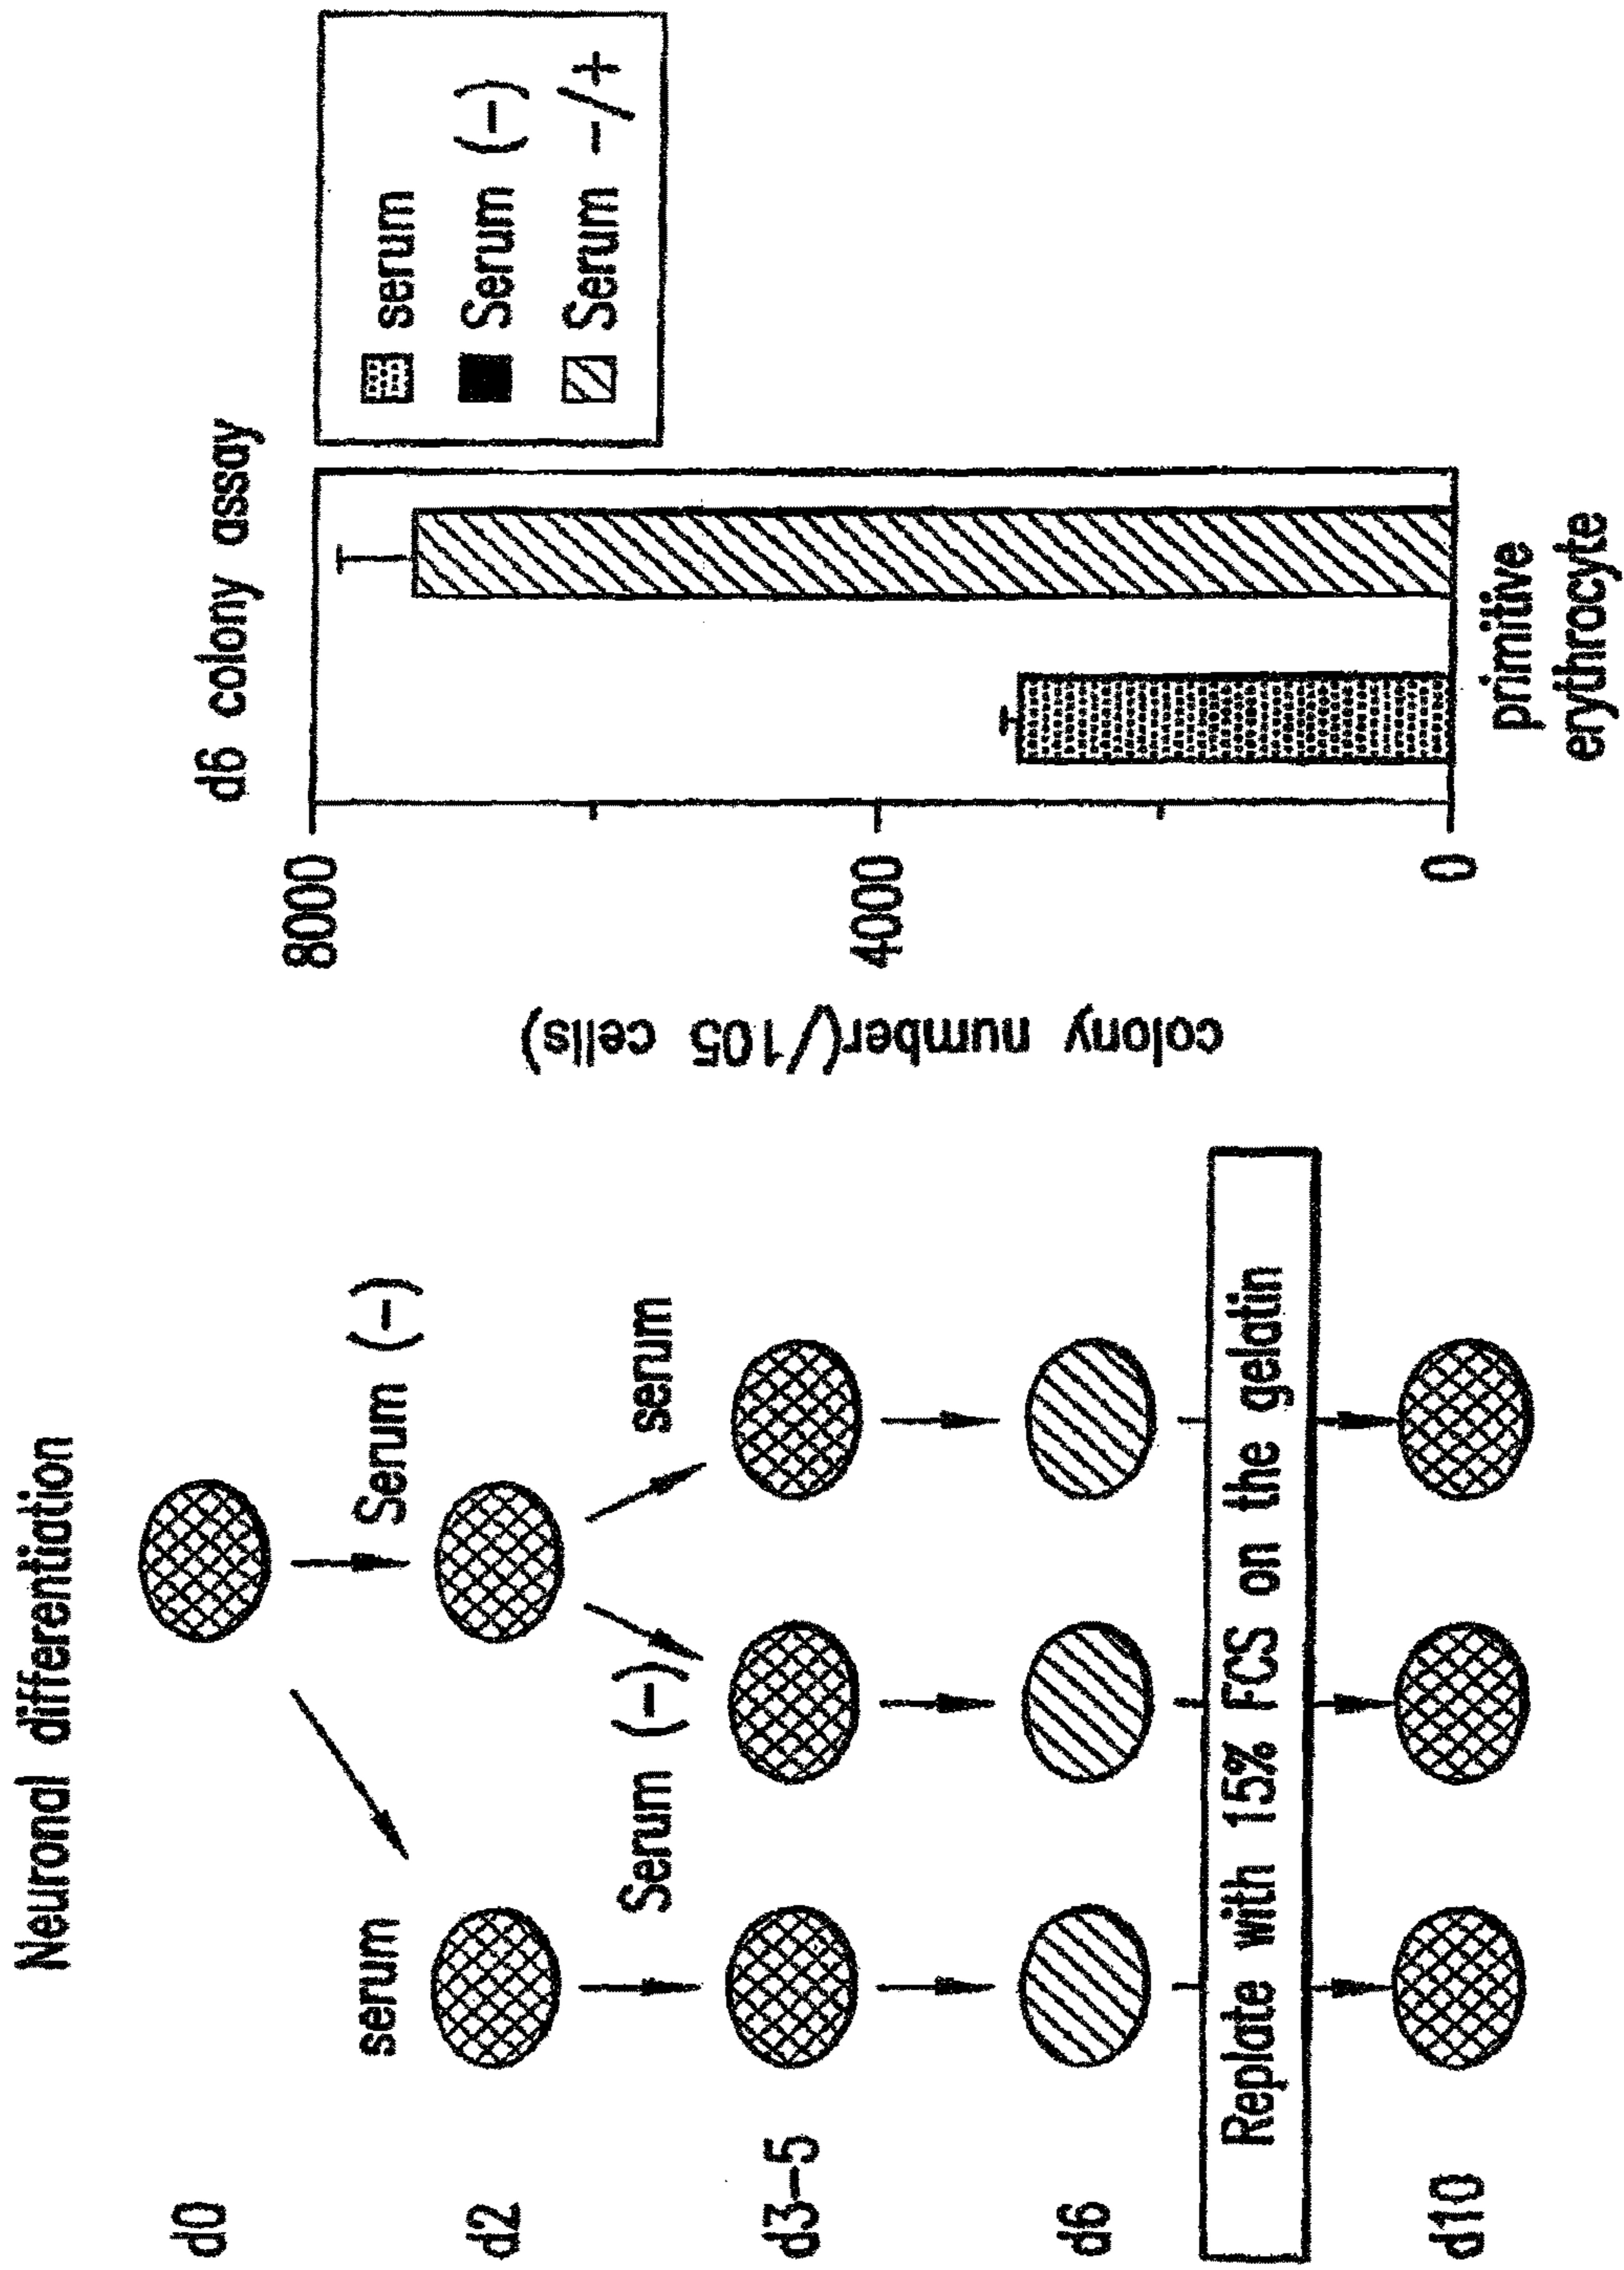 Neuronal differentiation
d0
serum
Serum (-)
d2
Serum (-)
serum
d3-5
d6
Replate with 15% FCS on the gelatin
d10
d6 colony assay
8000
4000
0
colony number(/105 cells)
primitive
erythrocyte
serum
Serum (-)
Serum -/+